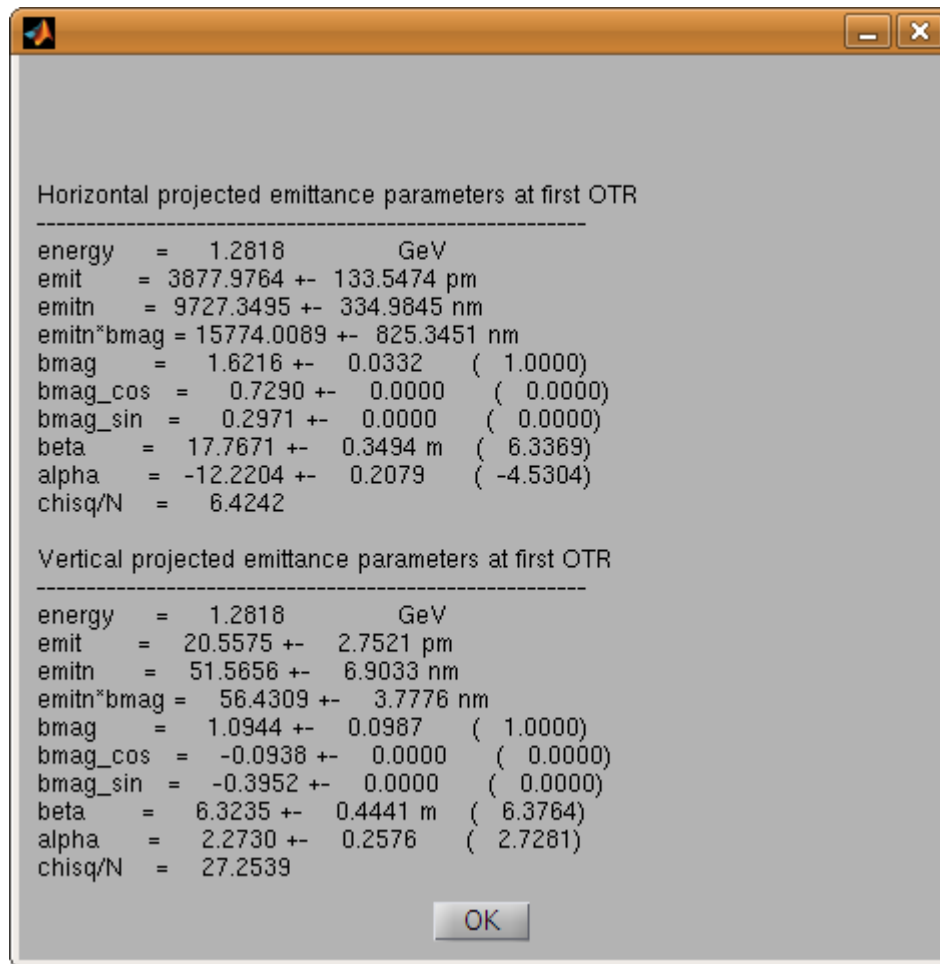 Horizontal projected emittance parameters at first OTR
-------------------------------------------------------
energy = 1.2818 GeV
emit = 3877.9764 +- 133.5474 pm
emitn = 9727.3495 +- 334.9845 nm
emitn*bmag = 15774.0089 +- 825.3451 nm
bmag = 1.6216 +- 0.0332 ( 1.0000)
bmag_cos = 0.7290 +- 0.0000 ( 0.0000)
bmag_sin = 0.2971 +- 0.0000 ( 0.0000)
beta = 17.7671 +- 0.3494 m ( 6.3369)
alpha = -12.2204 +- 0.2079 ( -4.5304)
chisq/N = 6.4242
Vertical projected emittance parameters at first OTR
-------------------------------------------------------
energy = 1.2818 GeV
emit = 20.5575 +- 2.7521 pm
emitn = 51.5656 +- 6.9033 nm
emitn*bmag = 56.4309 +- 3.7776 nm
bmag = 1.0944 +- 0.0987 ( 1.0000)
bmag_cos = -0.0938 +- 0.0000 ( 0.0000)
bmag_sin = -0.3952 +- 0.0000 ( 0.0000)
beta = 6.3235 +- 0.4441 m ( 6.3764)
alpha = 2.2730 +- 0.2576 ( 2.7281)
chisq/N = 27.2539
OK